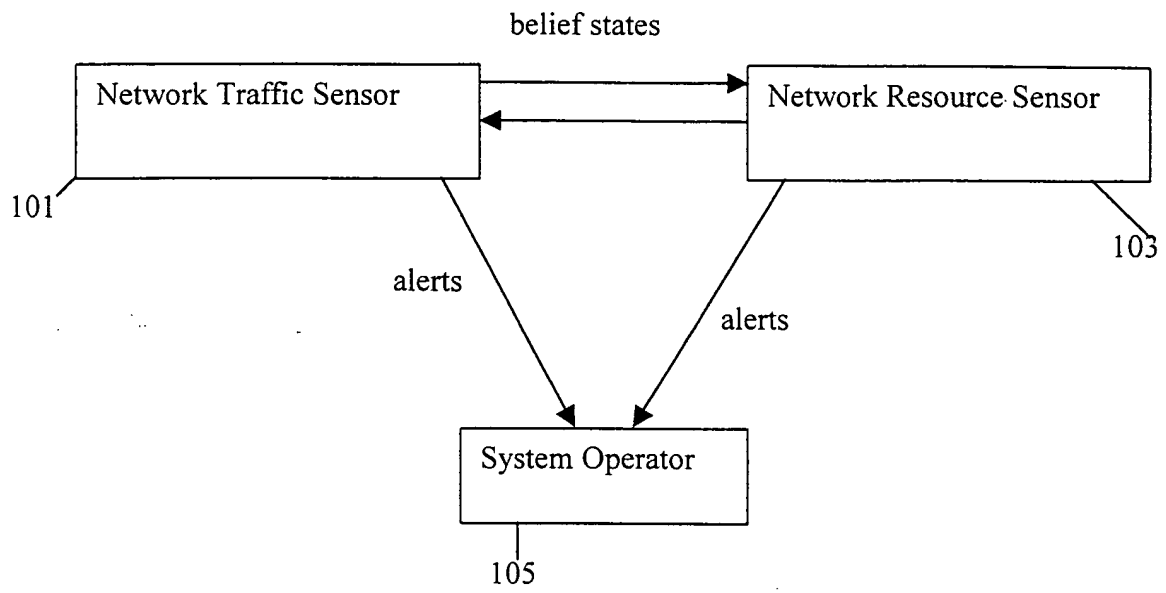 belief states
Network Traffic Sensor
Network Resource Sensor
101
103
alerts
alerts
System Operator
105